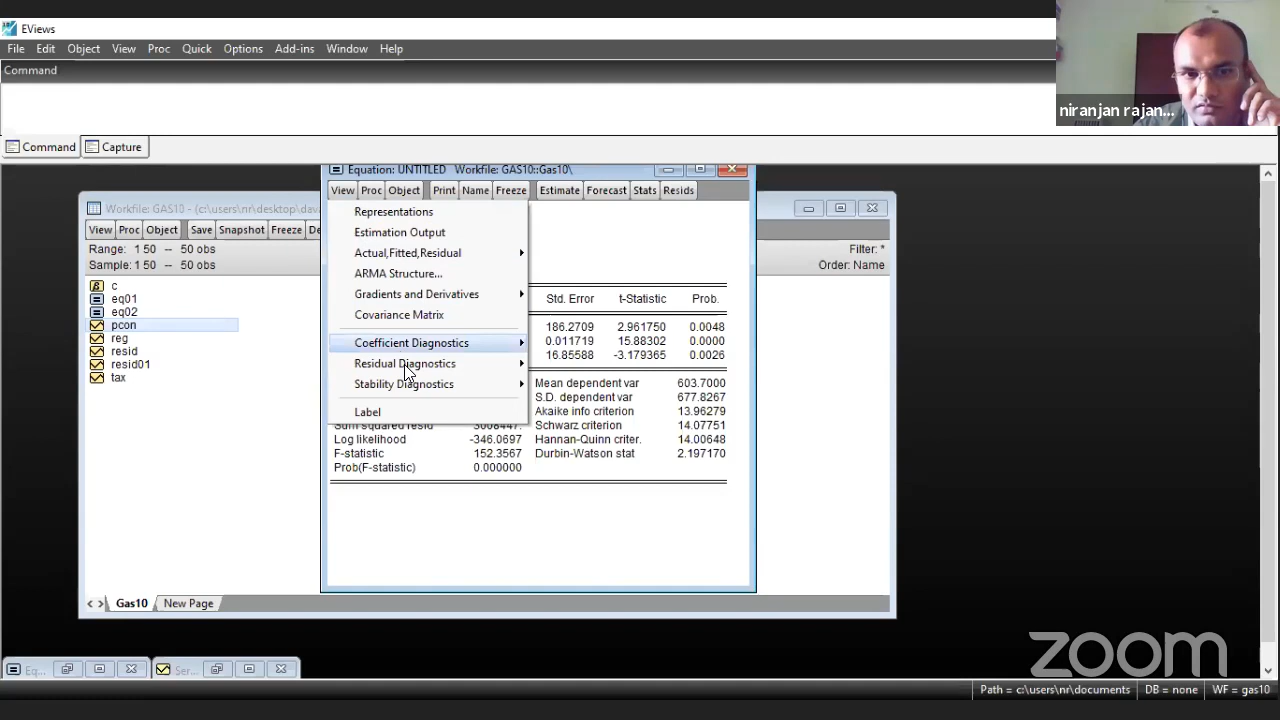 EViews
File Edit Object View Proc Quick Options Add-ins Window Help
Command
niranjan rajan...
Command Capture
Equation: UNTITLED Workfile: GAS10::Gas10\
View Proc Object Print Name Freeze Estimate Forecast Stats Resids
Workfile: GAS10 - (c:\users\nr\desktop\dava
View Proc Object Save Snapshot Freeze De
Range: 1 50 -- 50 obs
Filter: *
Sample: 1 50 -- 50 obs
Order: Name
c
eq01
eq02
pcon
reg
resid
resid01
tax
Representations
Estimation Output
Actual,Fitted,Residual
ARMA Structure...
Gradients and Derivatives
Covariance Matrix
Coefficient Diagnostics
Residual Diagnostics
Stability Diagnostics
Label
Std. Error t-Statistic Prob.
186.2709 2.961750 0.0048
0.011719 15.88302 0.0000
16.85588 -3.179365 0.0026
Mean dependent var 603.7000
S.D. dependent var 677.8267
Akaike info criterion 13.96279
Sum squared resid 3008447. Schwarz criterion 14.07751
Log likelihood -346.0697 Hannan-Quinn criter. 14.00648
F-statistic 152.3567 Durbin-Watson stat 2.197170
Prob(F-statistic) 0.000000
Gas10 New Page
zoom
Eq... Ser...
Path = c:\users\nr\documents DB = none WF = gas10